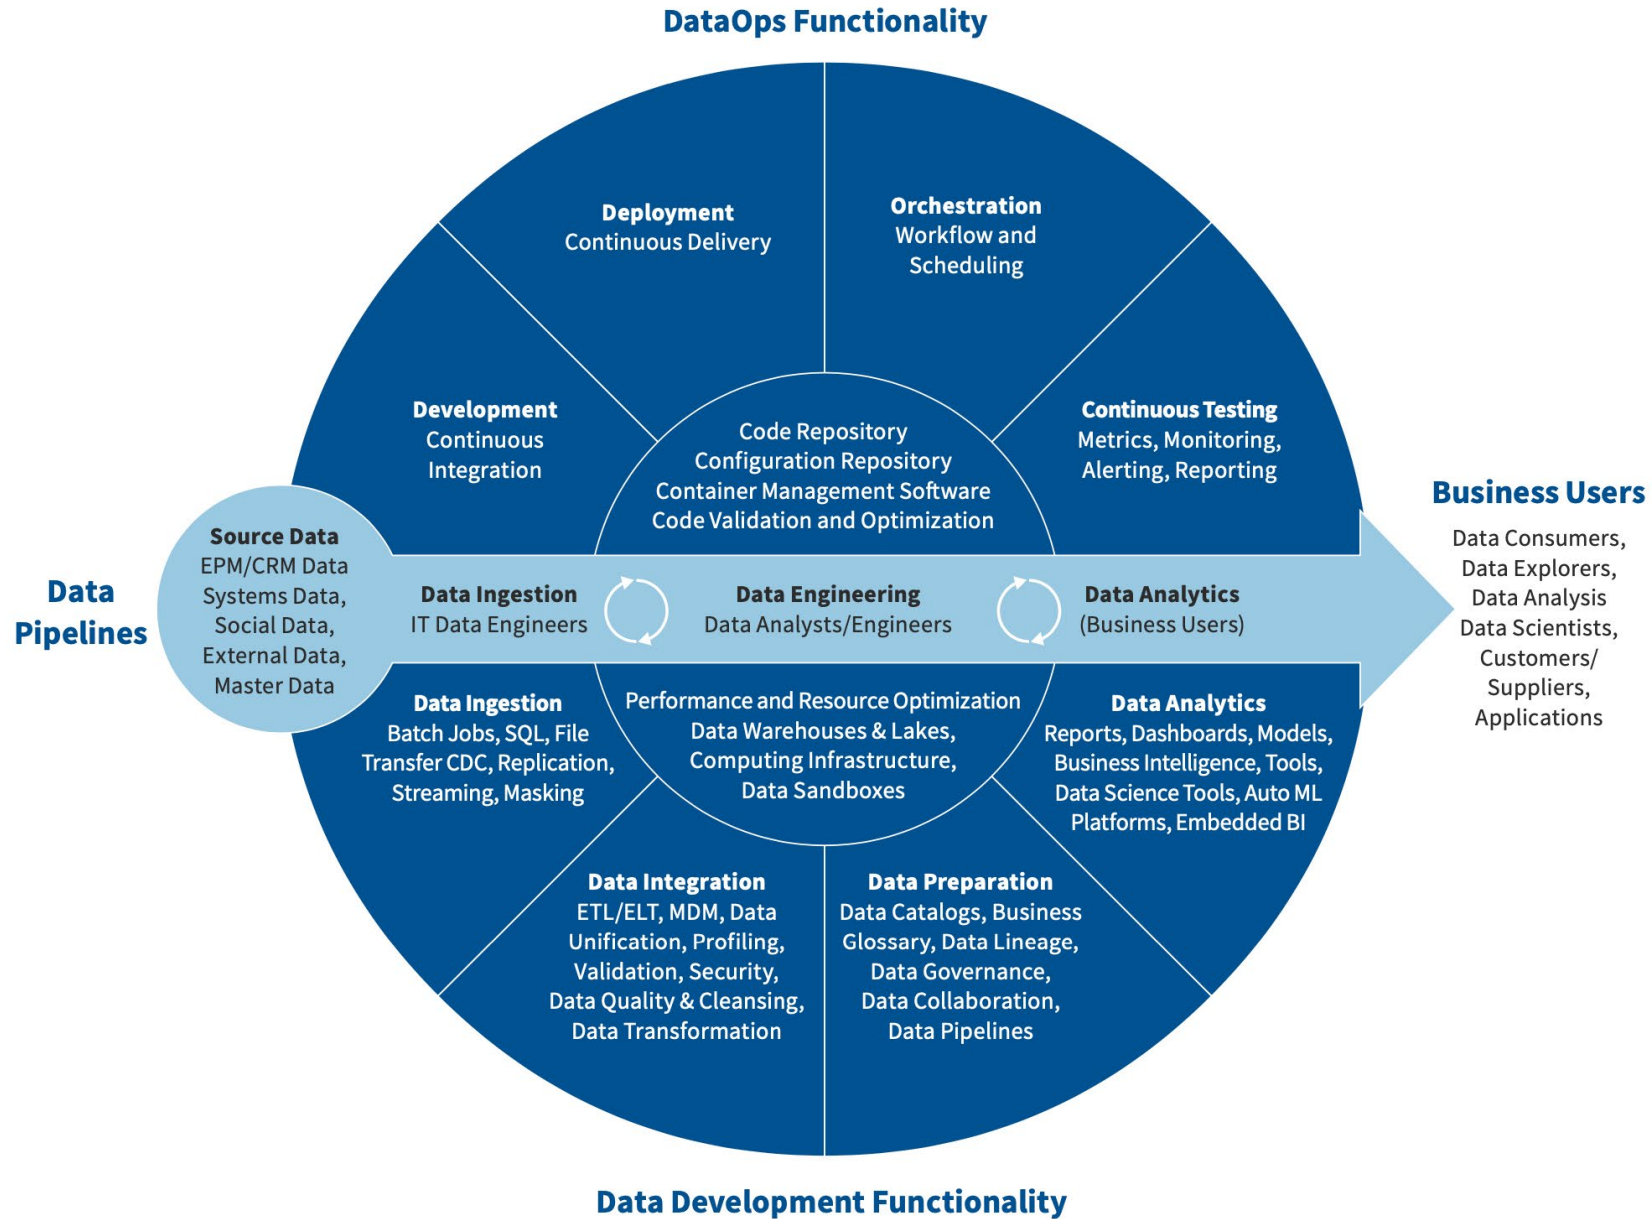 DataOps Functionality
Deployment
Continuous Delivery
Orchestration
Workflow and
Scheduling
Development
Continuous
Integration
Code Repository
Configuration Repository
Container Management Software
Code Validation and Optimization
Continuous Testing
Metrics, Monitoring,
Alerting, Reporting
Data
Pipelines
Source Data
EPM/CRM Data
Systems Data,
Social Data,
External Data,
Master Data
Data Ingestion
IT Data Engineers
Data Engineering
Data Analysts/Engineers
Data Analytics
(Business Users)
Business Users
Data Consumers,
Data Explorers,
Data Analysis
Data Scientists,
Customers/
Suppliers,
Applications
Data Ingestion
Batch Jobs, SQL, File
Transfer CDC, Replication,
Streaming, Masking
Performance and Resource Optimization
Data Warehouses & Lakes,
Computing Infrastructure,
Data Sandboxes
Data Analytics
Reports, Dashboards, Models,
Business Intelligence, Tools,
Data Science Tools, Auto ML
Platforms, Embedded BI
Data Integration
ETL/ELT, MDM, Data
Unification, Profiling,
Validation, Security,
Data Quality & Cleansing,
Data Transformation
Data Preparation
Data Catalogs, Business
Glossary, Data Lineage,
Data Governance,
Data Collaboration,
Data Pipelines
Data Development Functionality